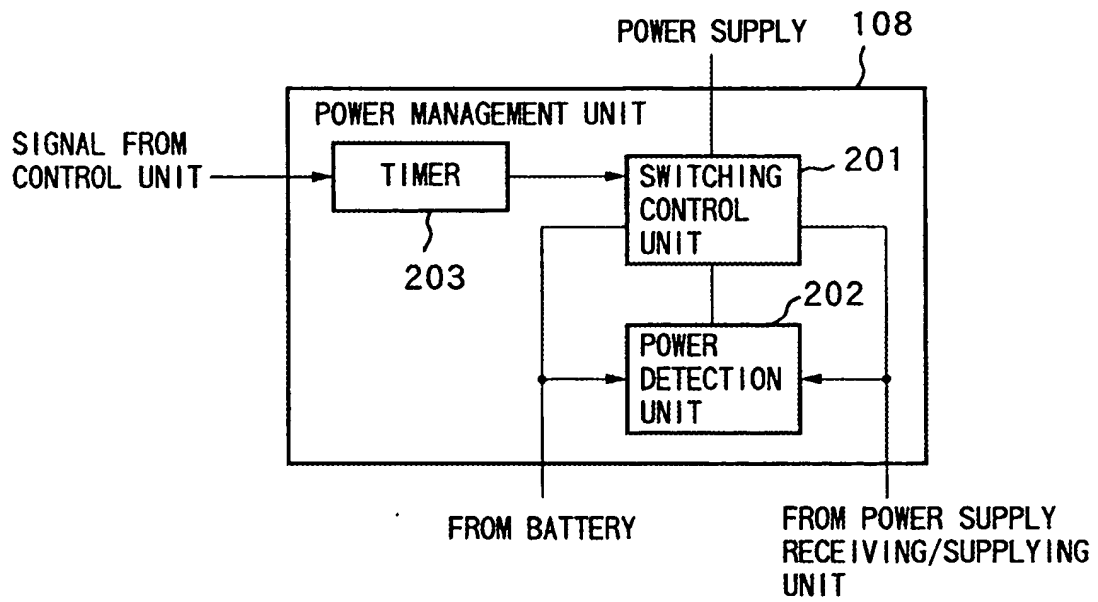 POWER SUPPLY
108
POWER MANAGEMENT UNIT
SIGNAL FROM
CONTROL UNIT
TIMER
203
SWITCHING
CONTROL
UNIT
201
202
POWER
DETECTION
UNIT
FROM BATTERY
FROM POWER SUPPLY
RECEIVING/SUPPLYING
UNIT